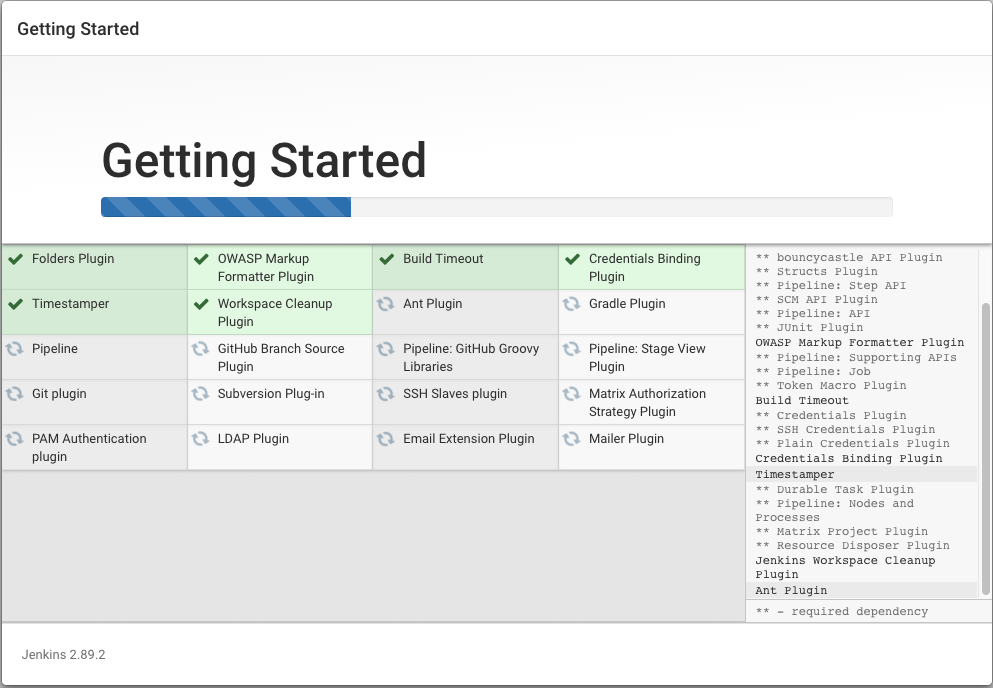 Getting Started
Getting Started
Folders Plugin
OWASP Markup
Formatter Plugin
Build Timeout
Credentials Binding
Plugin
Timestamper
Workspace Cleanup
Plugin
Ant Plugin
Gradle Plugin
Pipeline
GitHub Branch Source
Plugin
Pipeline: GitHub Groovy
Libraries
Pipeline: Stage View
Plugin
Git plugin
Subversion Plug-in
SSH Slaves plugin
Matrix Authorization
Strategy Plugin
PAM Authentication
plugin
LDAP Plugin
Email Extension Plugin
Mailer Plugin
** bouncycastle API Plugin
** Structs Plugin
** Pipeline: Step API
** SCM API Plugin
** Pipeline: API
** JUnit Plugin
OWASP Markup Formatter Plugin
** Pipeline: Supporting APIs
** Pipeline: Job
** Token Macro Plugin
Build Timeout
** Credentials Plugin
** SSH Credentials Plugin
** Plain Credentials Plugin
Credentials Binding Plugin
Timestamper
** Durable Task Plugin
** Pipeline: Nodes and
Processes
** Matrix Project Plugin
** Resource Disposer Plugin
Jenkins Workspace Cleanup
Plugin
Ant Plugin
** - required dependency
Jenkins 2.89.2